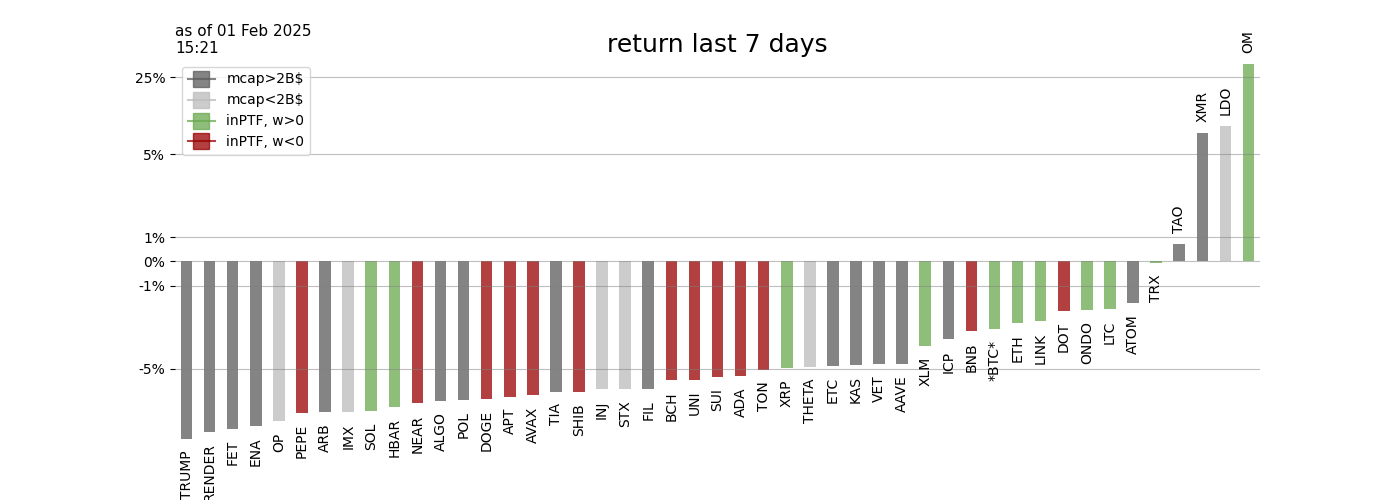 as of 01 Feb 2025
15:21
return last 7 days
mcap>2B$
mcap<2B$
inPTF, w>0
inPTF, w<0
25%
5%
1%
0%
-1%
-5%
TRUMP
RENDER
FET
ENA
OP
PEPE
ARB
IMX
SOL
HBAR
NEAR
ALGO
POL
DOGE
APT
AVAX
TIA
SHIB
INJ
STX
FIL
BCH
UNI
SUI
ADA
TON
XRP
THETA
ETC
KAS
VET
AAVE
XLM
ICP
BNB
*BTC*
ETH
LINK
DOT
ONDO
LTC
ATOM
TRX
TAO
XMR
LDO
OM